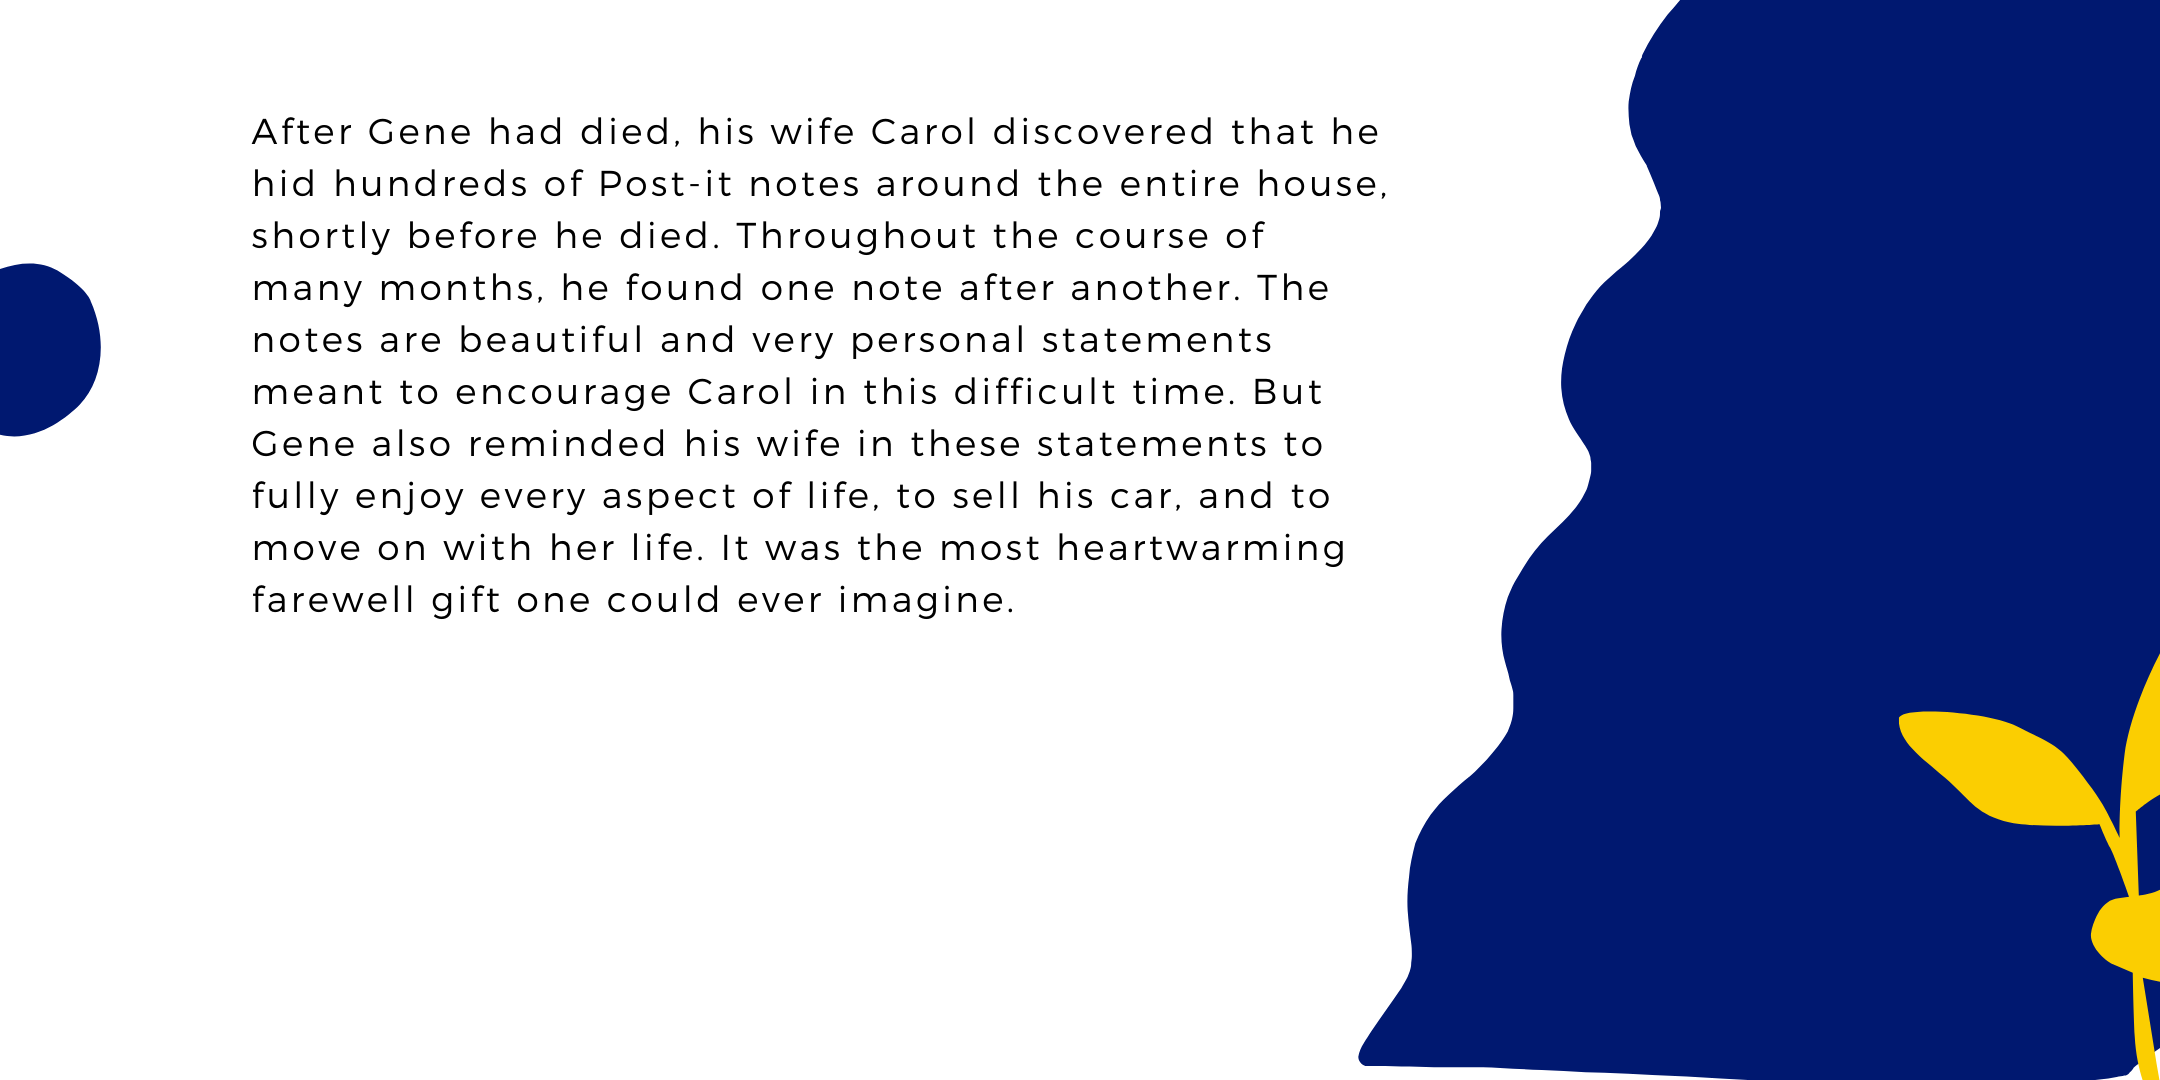 After Gene had died, his wife Carol discovered that he
hid hundreds of Post-it notes around the entire house,
shortly before he died. Throughout the course of
many months, he found one note after another. The
notes are beautiful and very personal statements
meant to encourage Carol in this difficult time. But
Gene also reminded his wife in these statements to
fully enjoy every aspect of life, to sell his car, and to
move on with her life. It was the most heartwarming
farewell gift one could ever imagine.